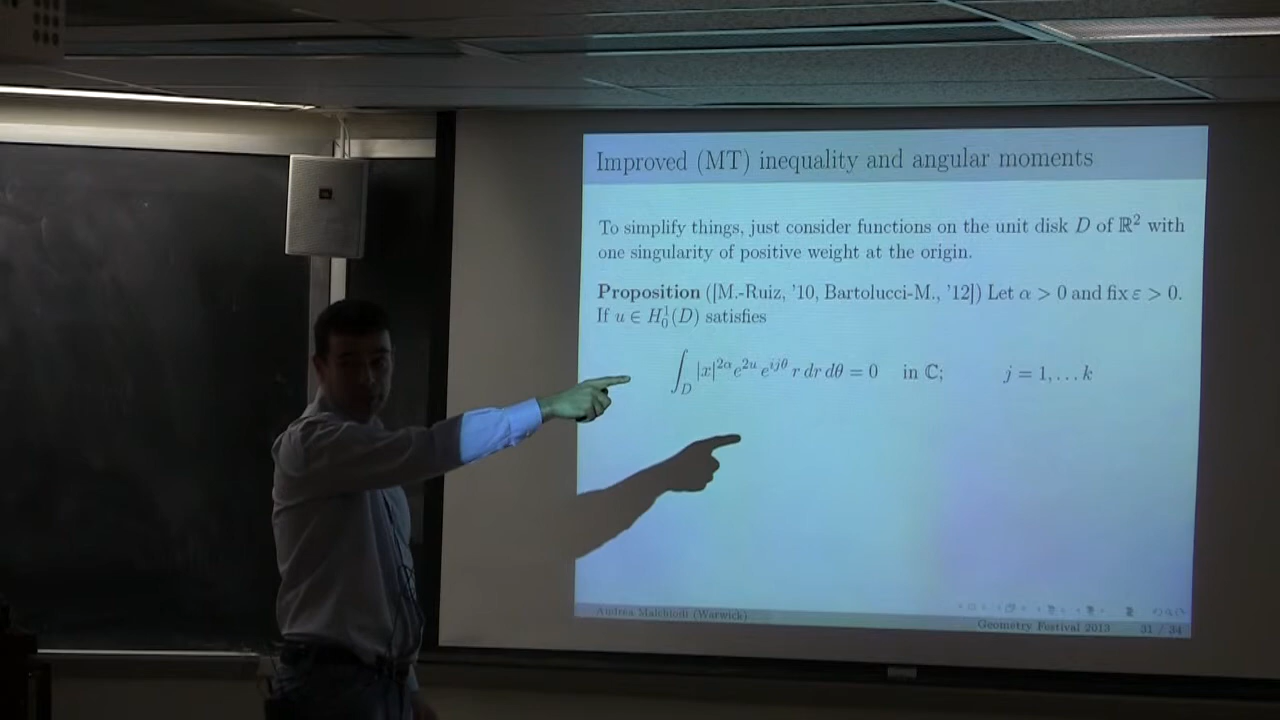 Improved (MT) inequality and angular moments
To simplify things, just consider functions on the unit disk D of ℝ² with
one singularity of positive weight at the origin.
Proposition ([M.-Ruiz, '10, Bartolucci-M., '12]) Let α > 0 and fix ε > 0.
If u ∈ H₀¹(D) satisfies
∫_D |x|^{2α} e^{2u} e^{ijθ} r dr dθ = 0 in ℂ; j = 1, … k
Andrea Malchiodi (Warwick)
Geometry Festival 2013 31 / 34